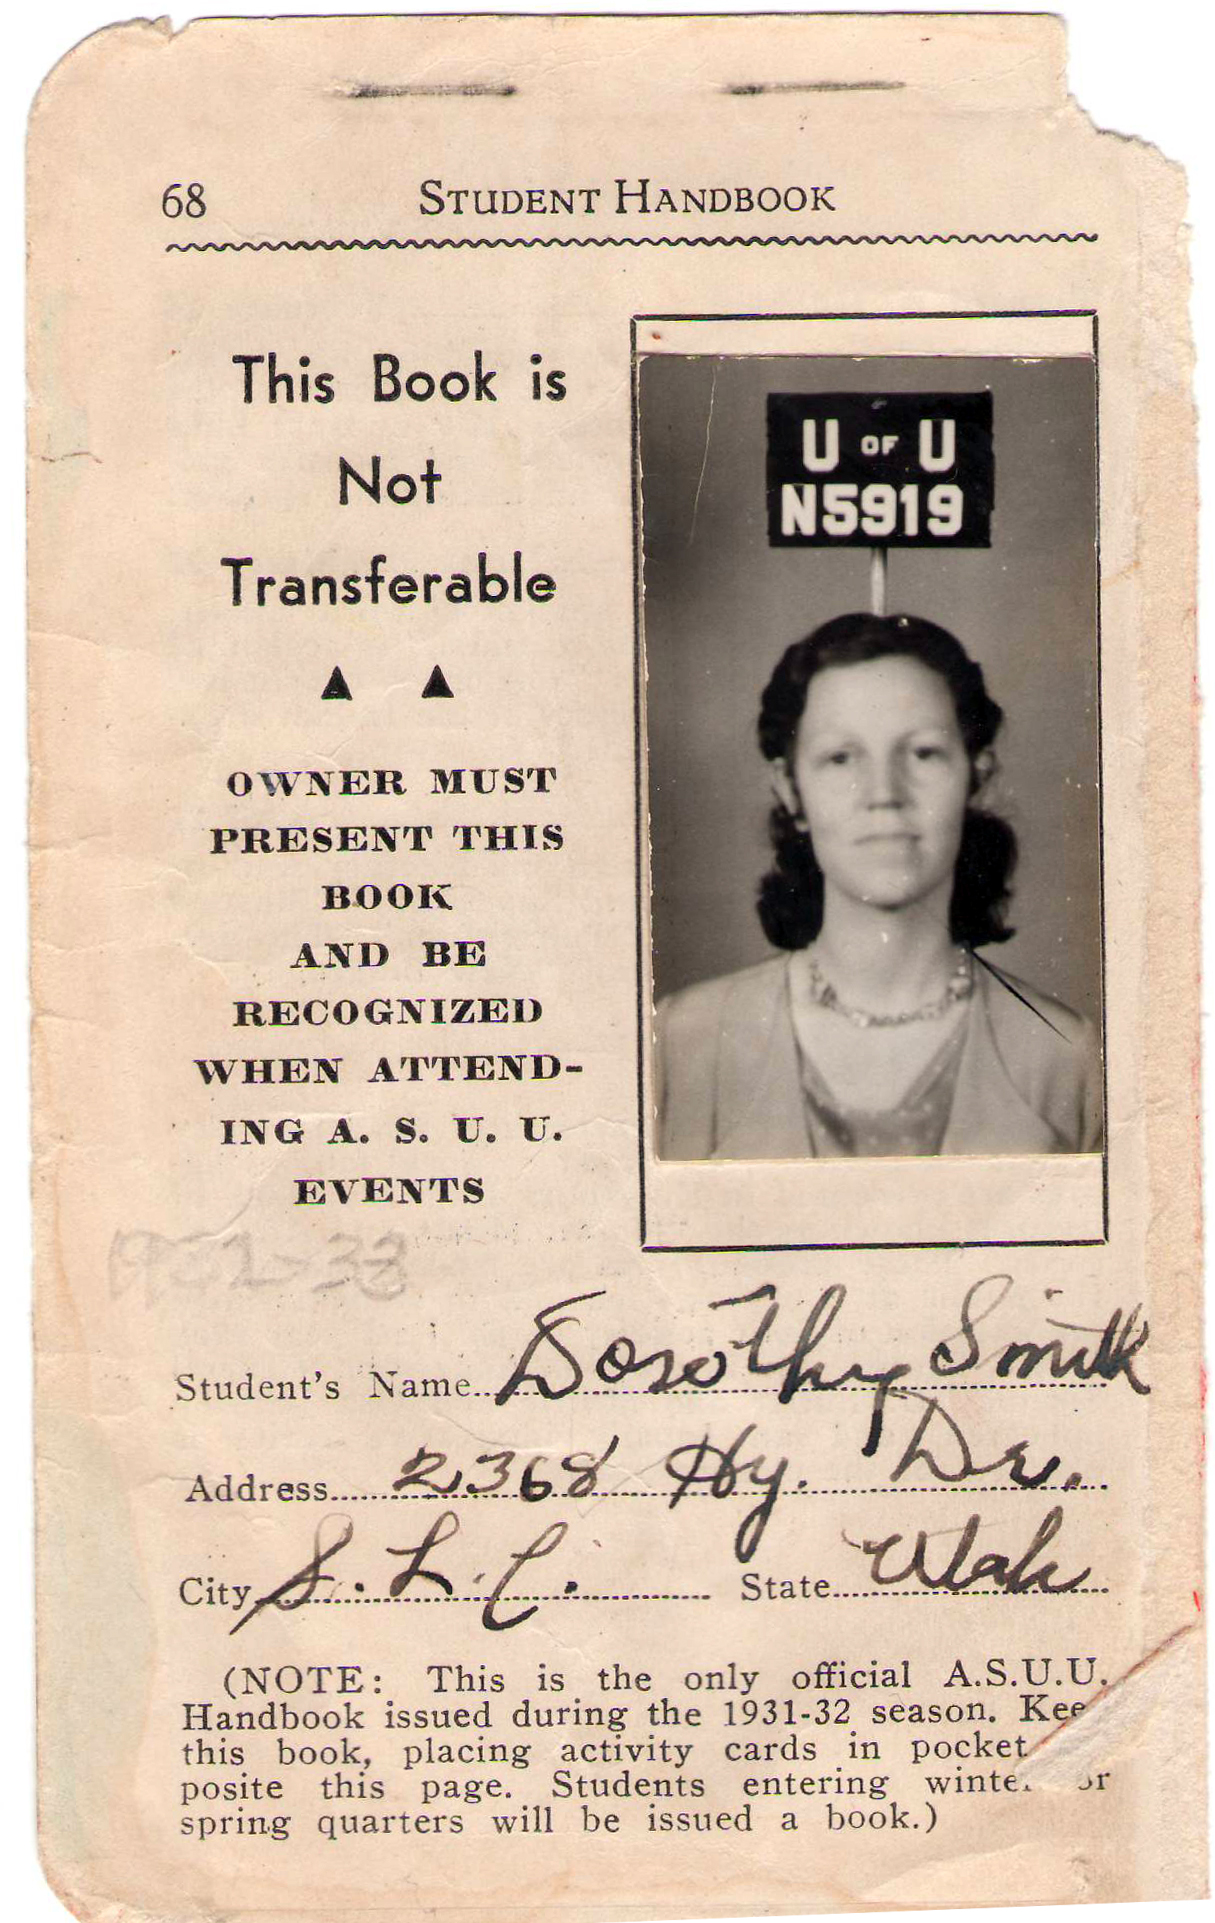 68 STUDENT HANDBOOK
This Book is
Not
Transferable
U OF U
N5919
OWNER MUST
PRESENT THIS
BOOK
AND BE
RECOGNIZED
WHEN ATTEND-
ING A. S. U. U.
EVENTS
Student's Name Dorothy Smith
Address 2368 Hy. Dr.
City S. L. C. State Utah
(NOTE: This is the only official A.S.U.U.
Handbook issued during the 1931-32 season. Kee
this book, placing activity cards in pocket
posite this page. Students entering winter or
spring quarters will be issued a book.)